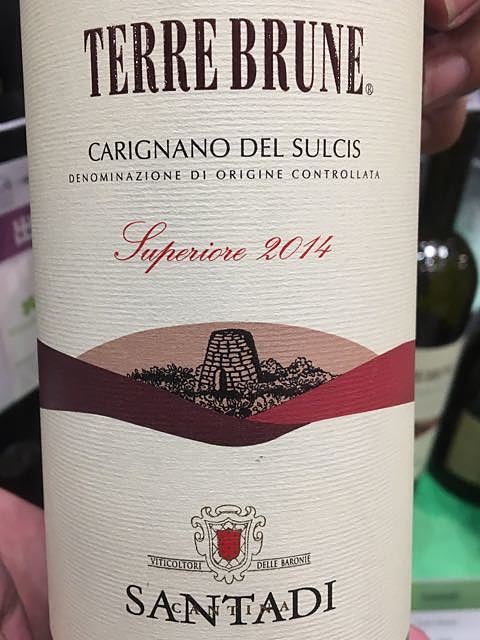 TERRE BRUNE®
CARIGNANO DEL SULCIS
DENOMINAZIONE DI ORIGINE CONTROLLATA
Superiore 2014
VITICOLTORI DELLE BARONIE
CANTINA
SANTADI